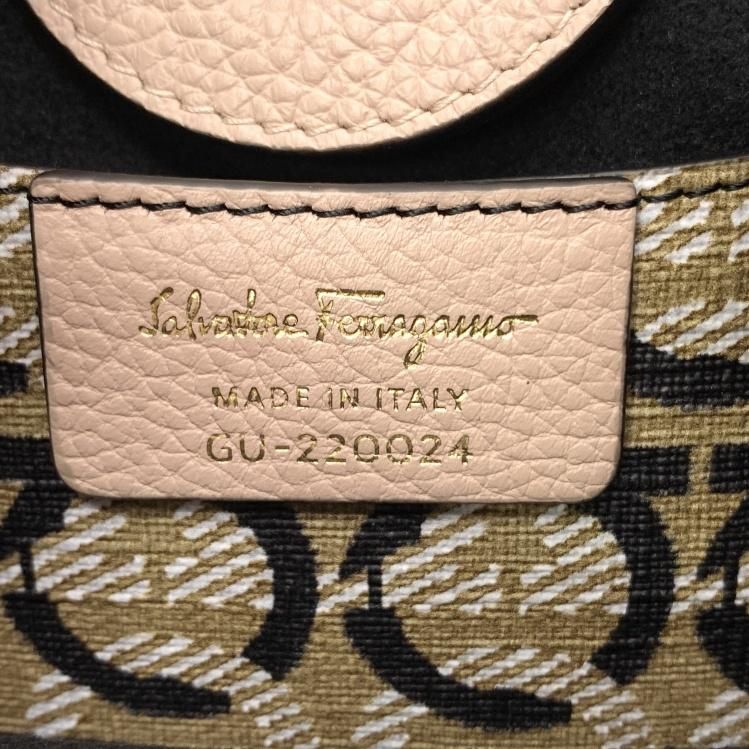 Salvatore Ferragamo
MADE IN ITALY
GU-220024